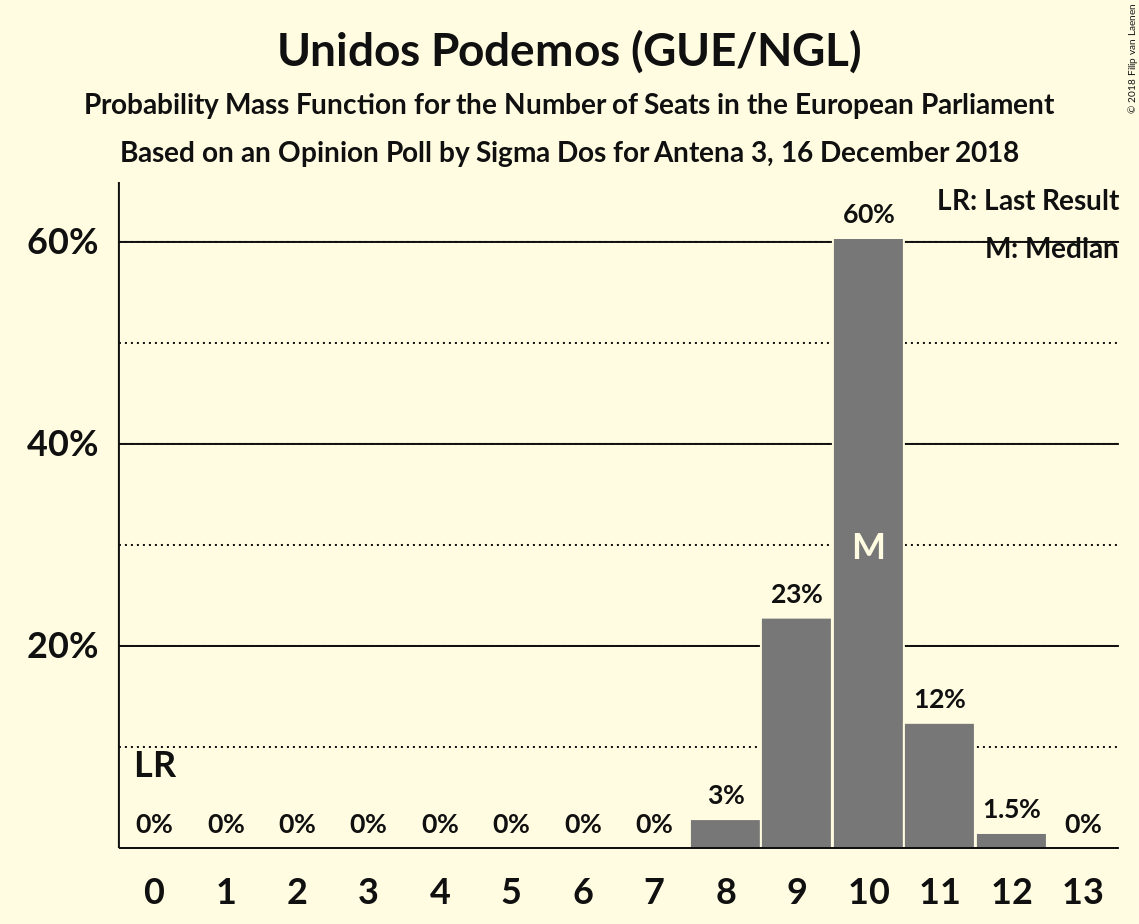 Unidos Podemos (GUE/NGL)
Probability Mass Function for the Number of Seats in the European Parliament
Based on an Opinion Poll by Sigma Dos for Antena 3, 16 December 2018
© 2018 Filip van Laenen
LR: Last Result
M: Median
60%
40%
20%
60%
M
23%
12%
LR
3%
1.5%
0% 0% 0% 0% 0% 0% 0% 0% 0%
0 1 2 3 4 5 6 7 8 9 10 11 12 13